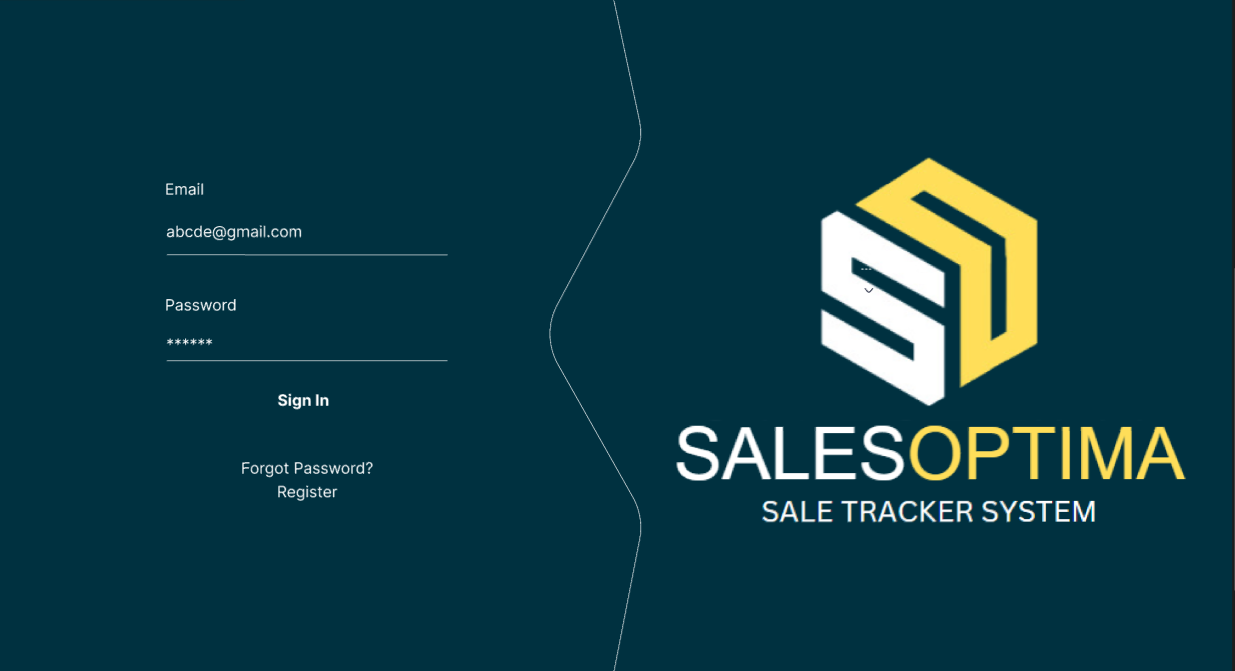 Email
abcde@gmail.com
Password
******
Sign In
Forgot Password?
Register
SALESOPTIMA
SALE TRACKER SYSTEM